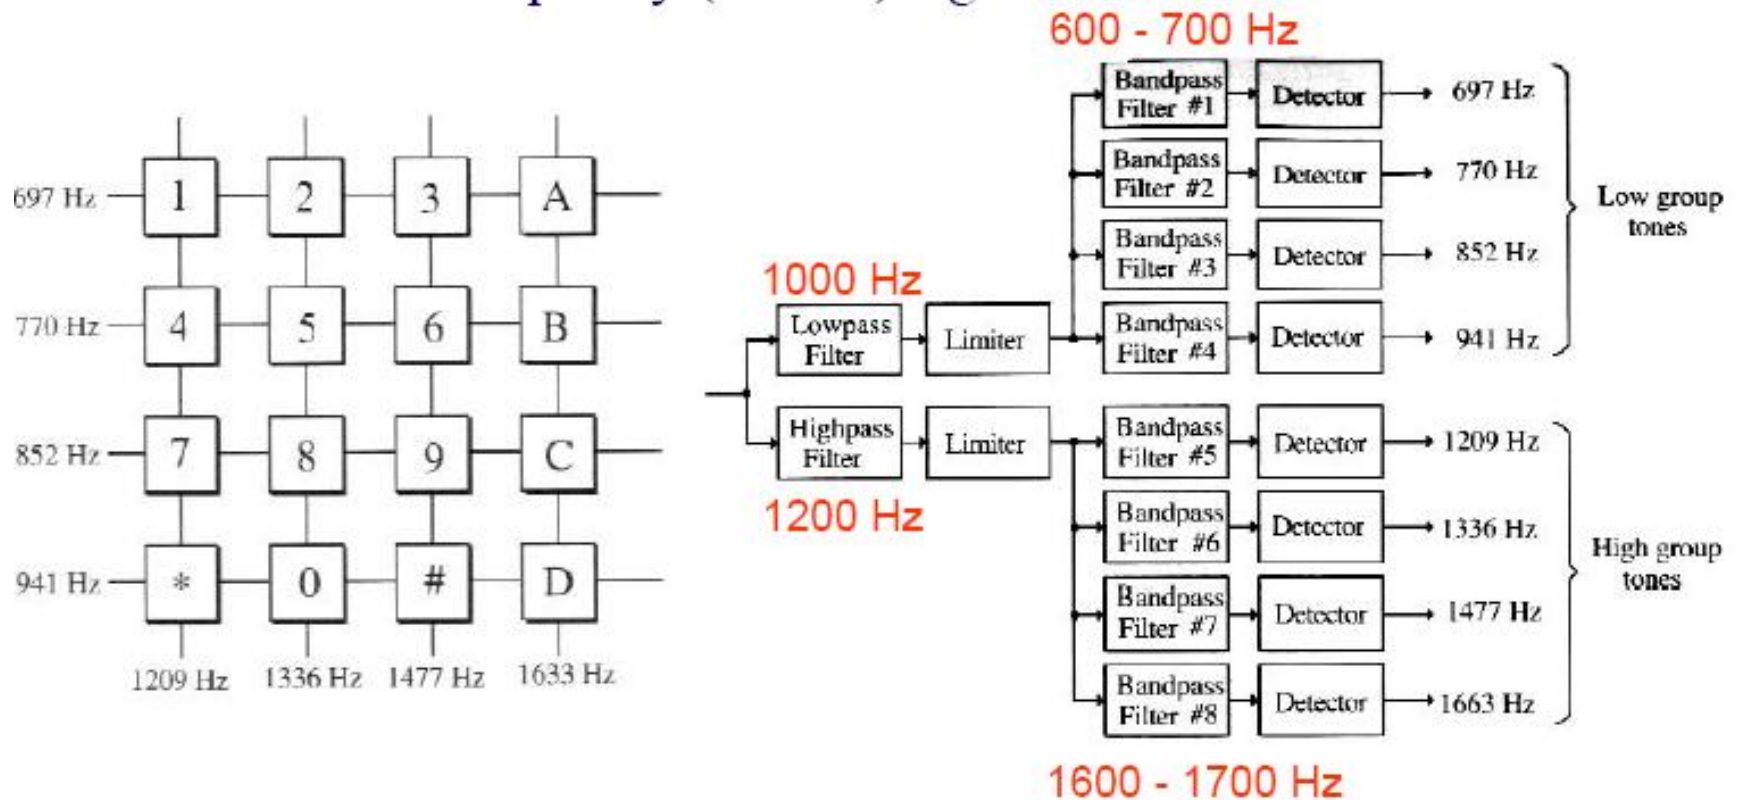 600 - 700 Hz
697 Hz
1
2
3
A
770 Hz
4
5
6
B
852 Hz
7
8
9
C
941 Hz
*
0
#
D
1209 Hz
1336 Hz
1477 Hz
1633 Hz
1000 Hz
Lowpass
Filter
Limiter
Highpass
Filter
Limiter
1200 Hz
Bandpass
Filter #1
Detector
697 Hz
Bandpass
Filter #2
Detector
770 Hz
Bandpass
Filter #3
Detector
852 Hz
Bandpass
Filter #4
Detector
941 Hz
Low group
tones
Bandpass
Filter #5
Detector
1209 Hz
Bandpass
Filter #6
Detector
1336 Hz
Bandpass
Filter #7
Detector
1477 Hz
Bandpass
Filter #8
Detector
1663 Hz
High group
tones
1600 - 1700 Hz